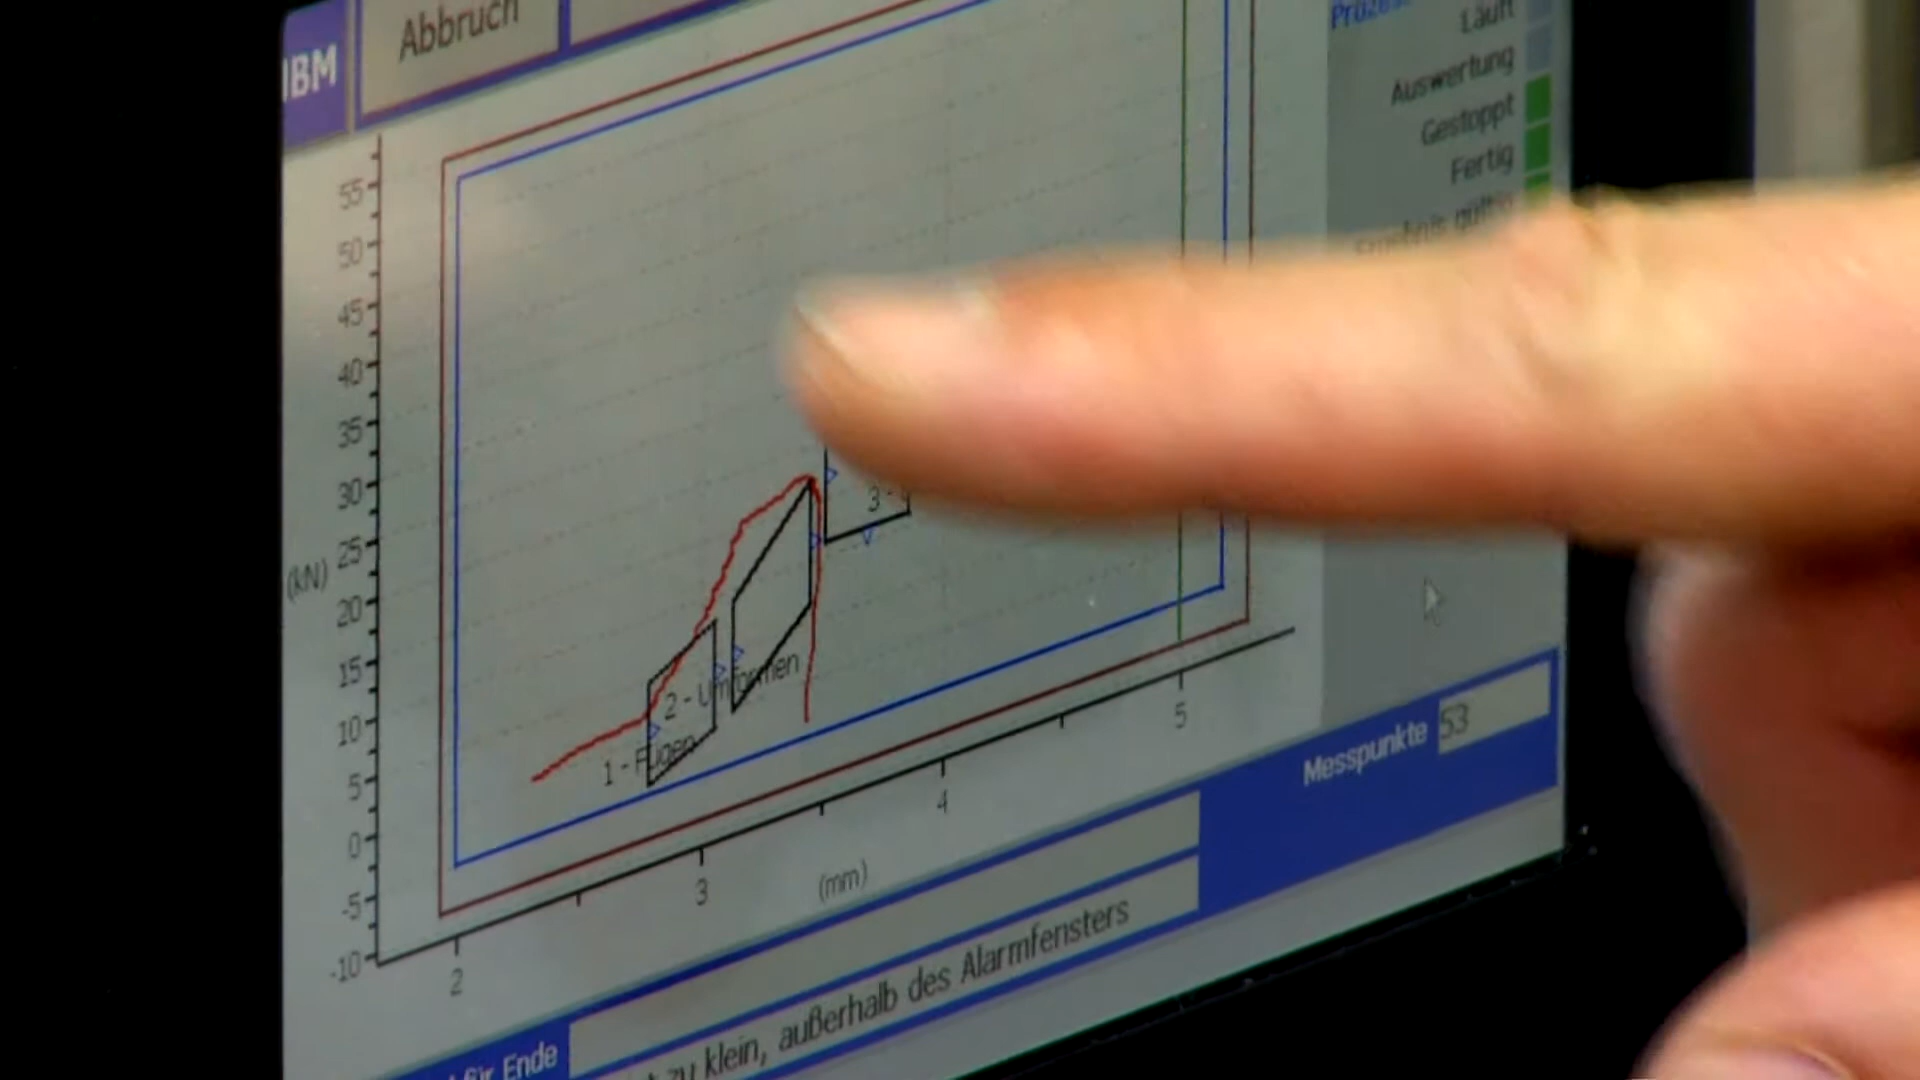 IBM
Abbruch
Läuft
Auswertung
Gestoppt
Fertig
55
50
45
40
35
30
25
20
15
10
5
0
-5
-10
(kN)
3 -
2 - Umformen
1 - Fügen
2
3
4
5
(mm)
Messpunkte 53
für Ende
zu klein, außerhalb des Alarmfensters